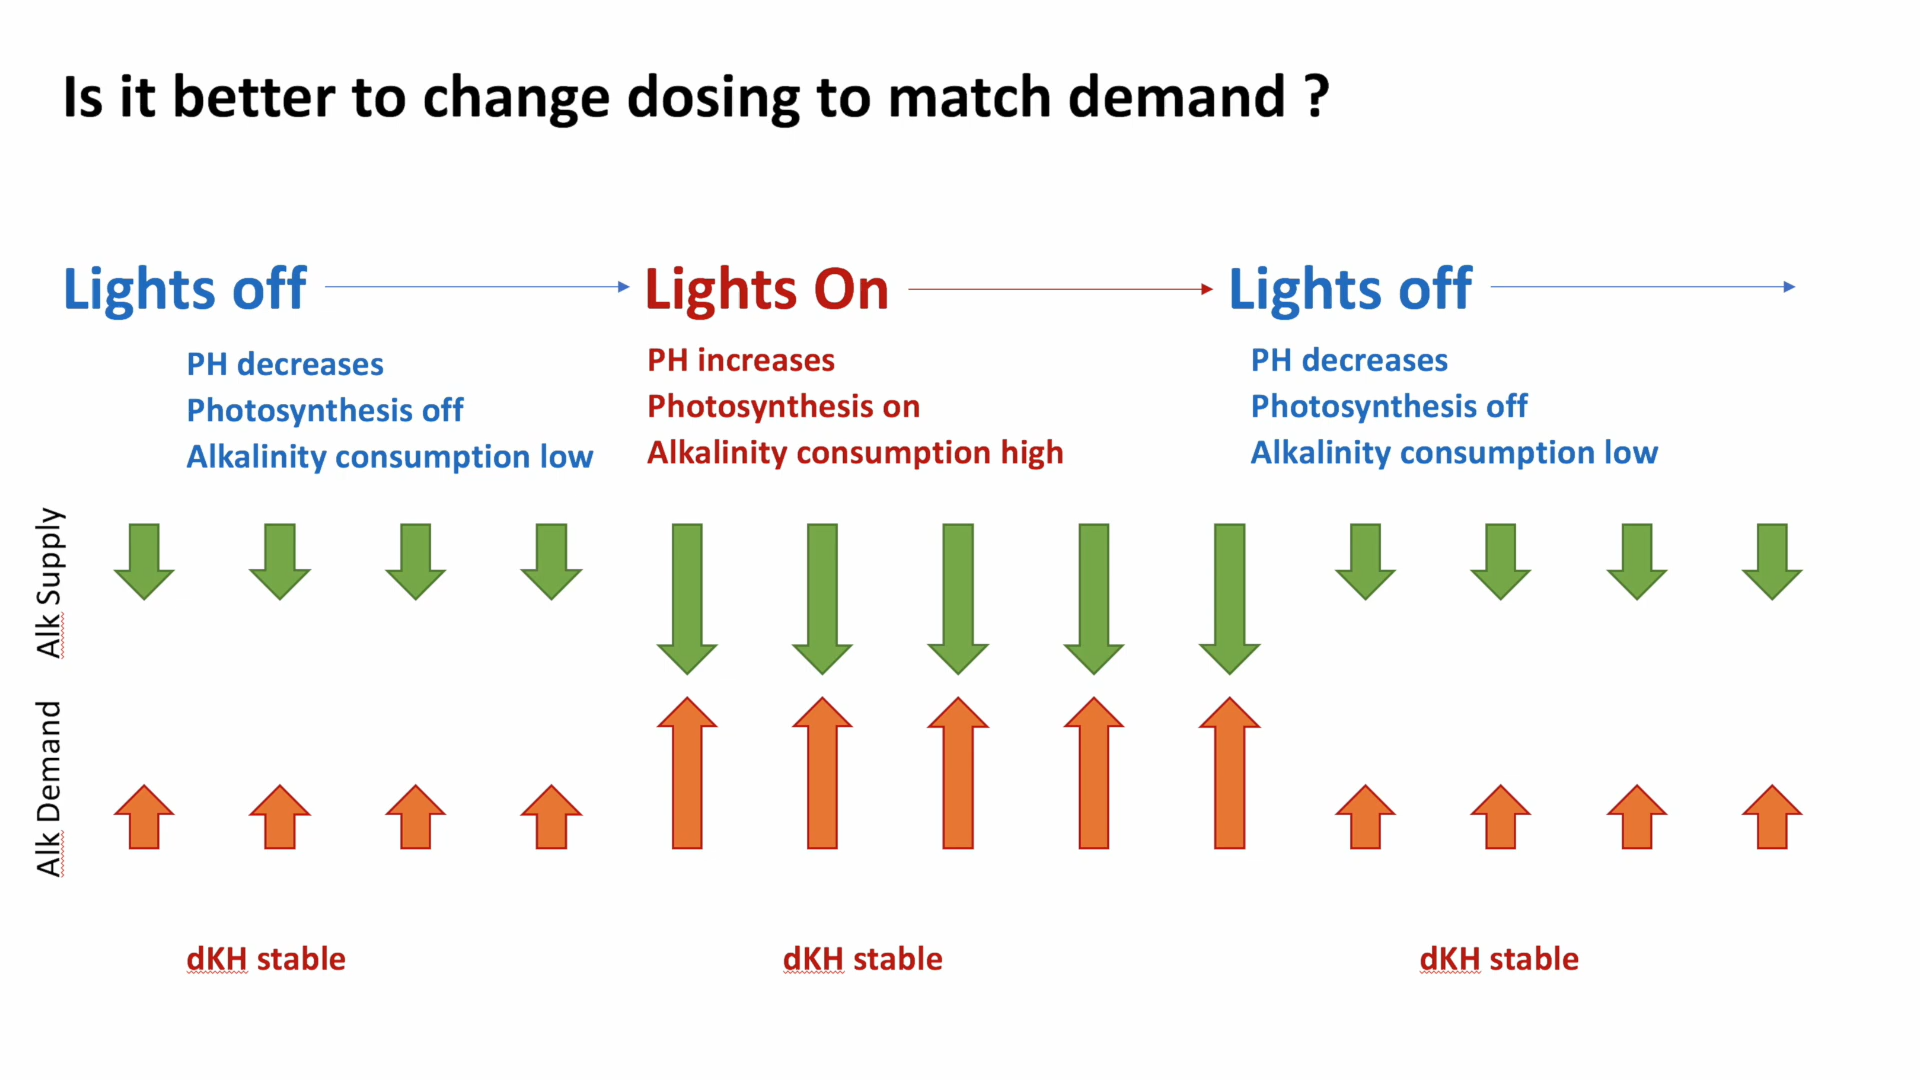 Is it better to change dosing to match demand ?
Lights off
Lights On
Lights off
PH decreases
Photosynthesis off
Alkalinity consumption low
PH increases
Photosynthesis on
Alkalinity consumption high
PH decreases
Photosynthesis off
Alkalinity consumption low
Alk Supply
Alk Demand
dKH stable
dKH stable
dKH stable